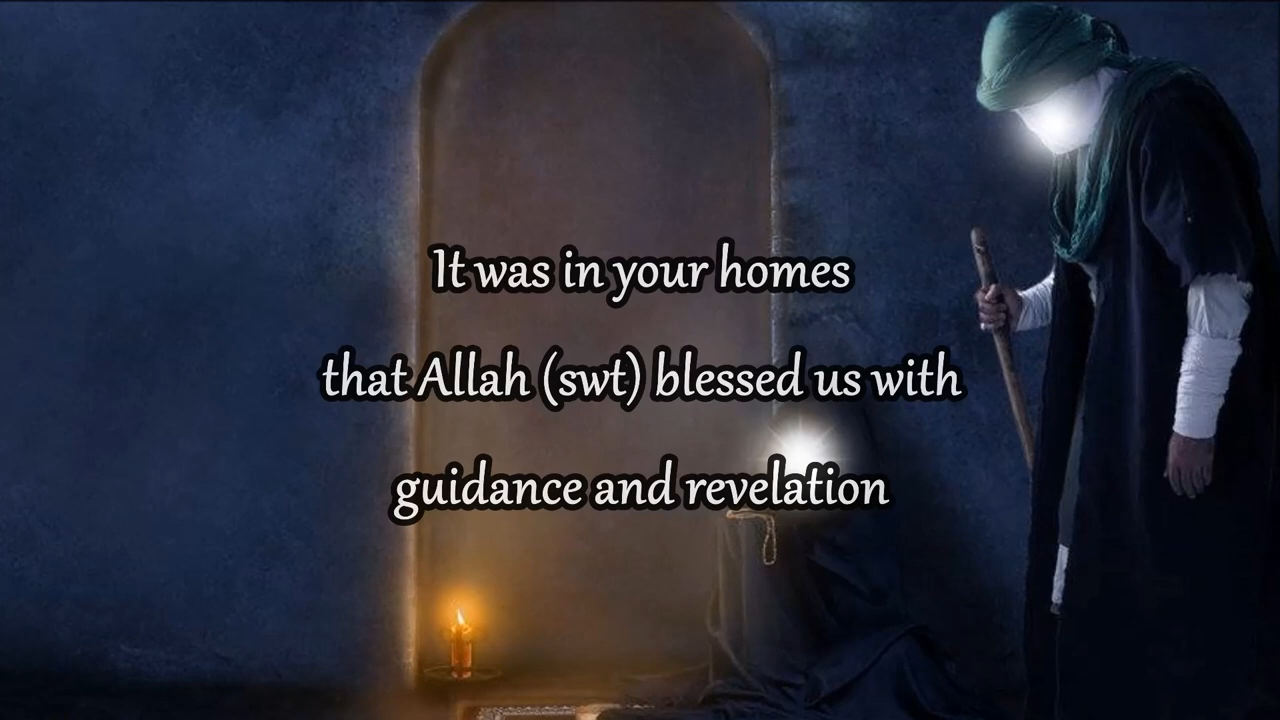 It was in your homes
that Allah (swt) blessed us with
guidance and revelation